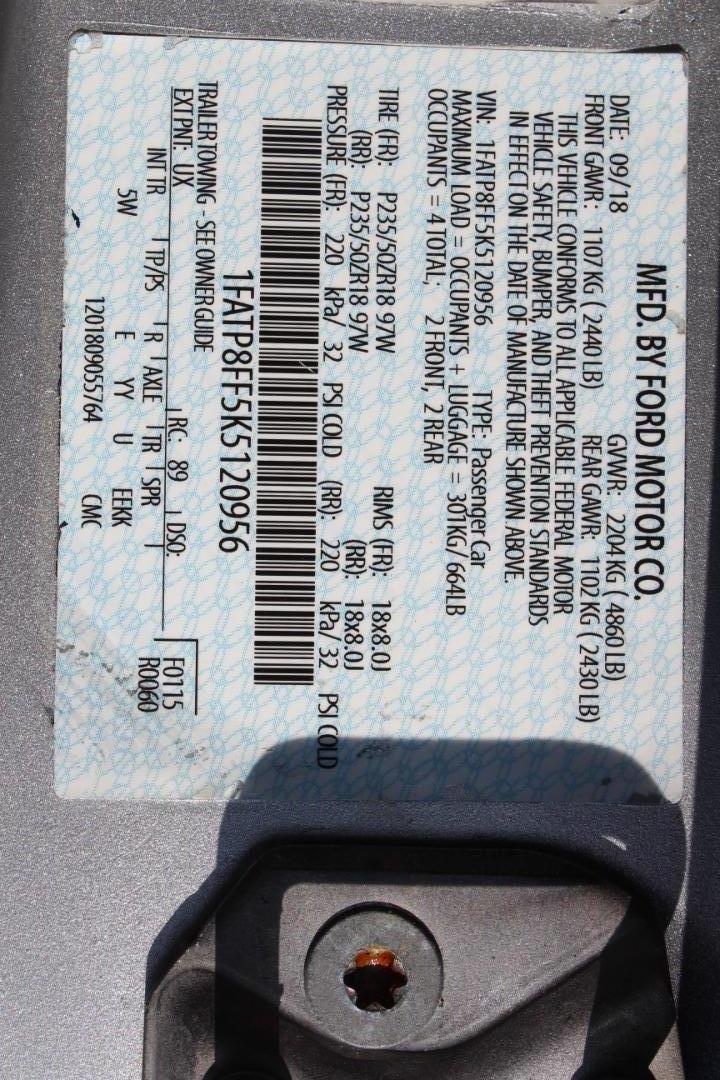 MFD. BY FORD MOTOR CO.
DATE: 09/18 GVWR: 2204 KG ( 4860 LB)
FRONT GAWR: 1107 KG ( 2440 LB) REAR GAWR: 1102 KG ( 2430 LB)
THIS VEHICLE CONFORMS TO ALL APPLICABLE FEDERAL MOTOR
VEHICLE SAFETY, BUMPER, AND THEFT PREVENTION STANDARDS
IN EFFECT ON THE DATE OF MANUFACTURE SHOWN ABOVE.
VIN: 1FATP8FF5K5120956 TYPE: Passenger Car
MAXIMUM LOAD = OCCUPANTS + LUGGAGE = 301KG/ 664LB
OCCUPANTS = 4 TOTAL; 2 FRONT, 2 REAR
TIRE (FR): P235/50ZR18 97W RIMS (FR): 18x8.0J
(RR): P235/50ZR18 97W (RR): 18x8.0J
PRESSURE (FR): 220 kPa/ 32 PSI COLD (RR): 220 kPa/ 32 PSI COLD
1FATP8FF5K5120956
TRAILER TOWING - SEE OWNER GUIDE
EXT PNT: UX RC: 89 DSO: F0115
INT TR TP/PS R AXLE TR SPR R0060
5W E YY U EEKK
120180905​5764 CMC